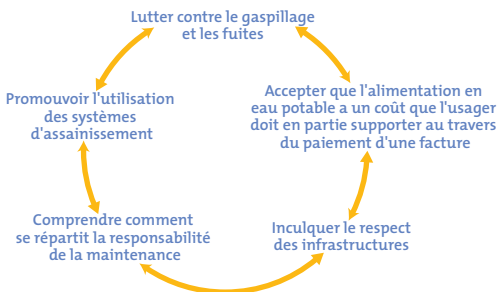 Lutter contre le gaspillage
et les fuites
Accepter que l'alimentation en
eau potable a un coût que l'usager
doit en partie supporter au travers
du paiement d'une facture
Inculquer le respect
des infrastructures
Comprendre comment
se répartit la responsabilité
de la maintenance
Promouvoir l'utilisation
des systèmes
d'assainissement